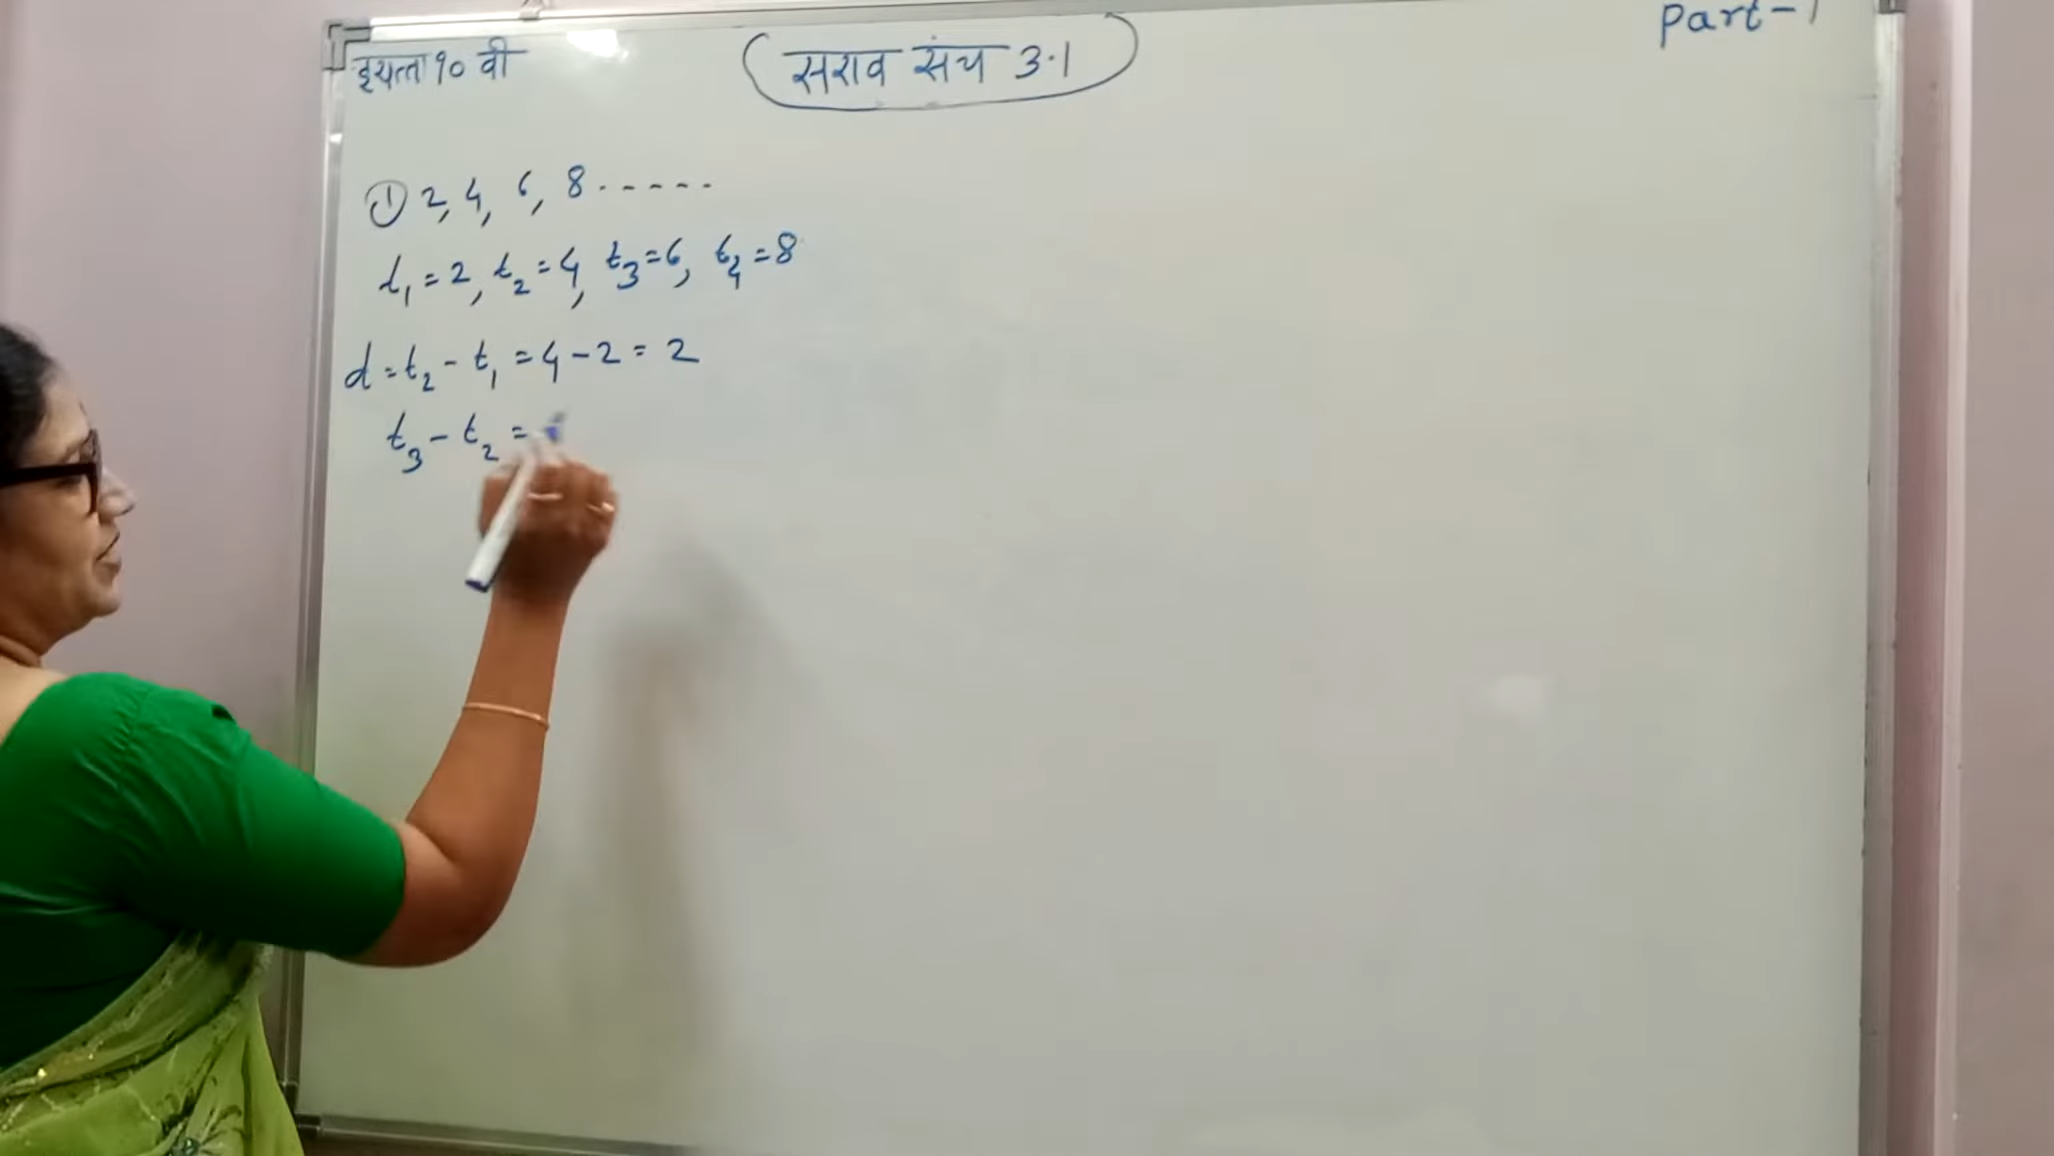 इयत्ता १० वी
सराव संच 3.1
Part-1
① 2, 4, 6, 8.-----
t₁ = 2, t₂ = 4, t₃ = 6, t₄ = 8
d = t₂ - t₁ = 4 - 2 = 2
t₃ - t₂ =